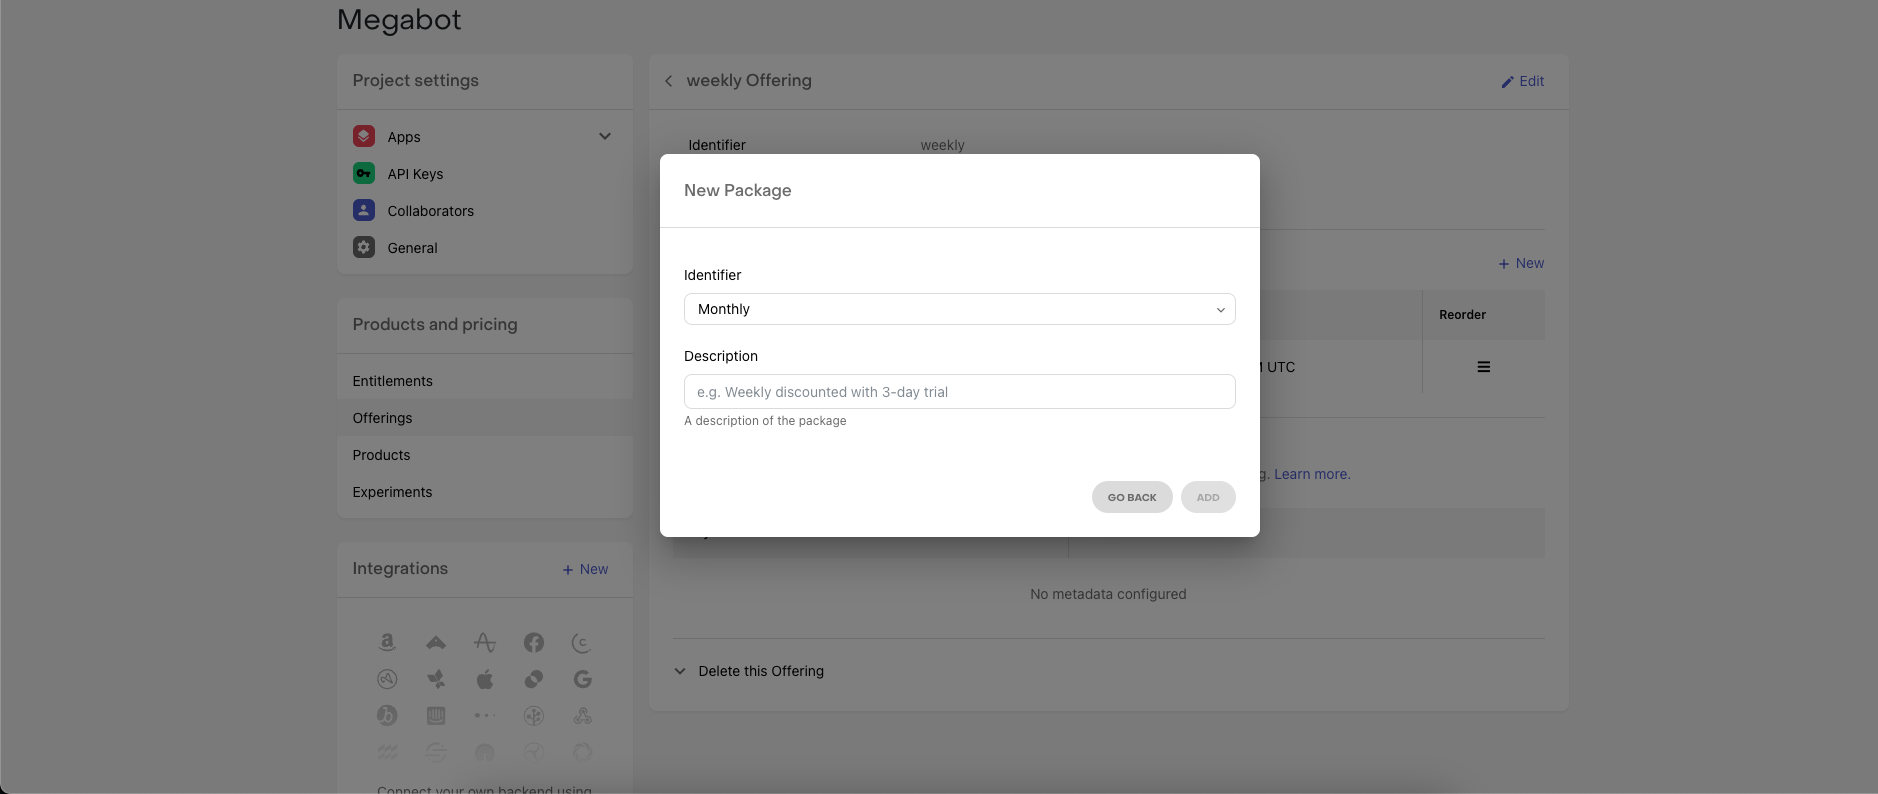 Megabot
Project settings
Apps
API Keys
Collaborators
General
Products and pricing
Entitlements
Offerings
Products
Experiments
Integrations
+ New
Connect your own backend using
weekly Offering
Edit
Identifier
weekly
+ New
Reorder
UTC
Learn more.
No metadata configured
Delete this Offering
New Package
Identifier
Monthly
Description
e.g. Weekly discounted with 3-day trial
A description of the package
GO BACK
ADD